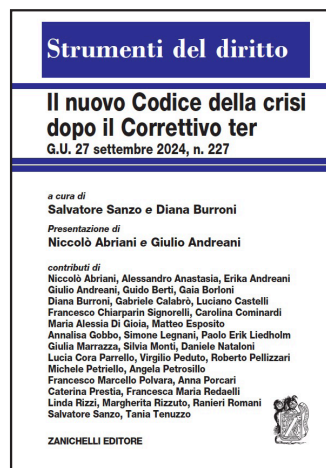 Strumenti del diritto
Il nuovo Codice della crisi
dopo il Correttivo ter
G.U. 27 settembre 2024, n. 227
a cura di
Salvatore Sanzo e Diana Burroni
Presentazione di
Niccolò Abriani e Giulio Andreani
contributi di
Niccolò Abriani, Alessandro Anastasia, Erika Andreani
Giulio Andreani, Guido Berti, Gaia Borloni
Diana Burroni, Gabriele Calabrò, Luciano Castelli
Francesco Chiarparin Signorelli, Carolina Cominardi
Maria Alessia Di Gioia, Matteo Esposito
Annalisa Gobbo, Simone Legnani, Paolo Erik Liedholm
Giulia Marrazza, Silvia Monti, Daniele Nataloni
Lucia Cora Parrello, Virgilio Peduto, Roberto Pellizzari
Michele Petriello, Angela Petrosillo
Francesco Marcello Polvara, Anna Porcari
Caterina Prestia, Francesca Maria Redaelli
Linda Rizzi, Margherita Rizzuto, Ranieri Romani
Salvatore Sanzo, Tania Tenuzzo
ZANICHELLI EDITORE